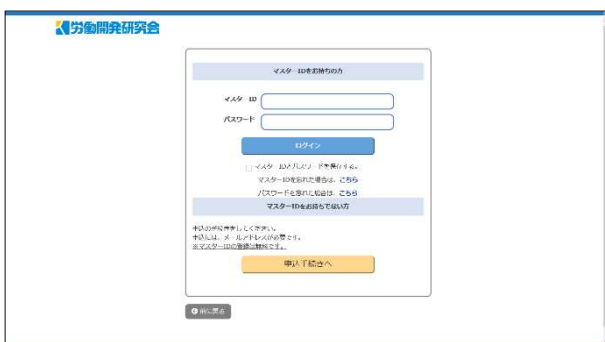 労働開発研究会
マスターIDをお持ちの方
マスターID
パスワード
ログイン
マスターIDとパスワードを保存する。
マスターIDを忘れた場合は、こちら
パスワードを忘れた場合は、こちら
マスターIDをお持ちでない方
申込の手続きをしてください。
申込には、メールアドレスが必要です。
※マスターIDの登録は無料です。
申込手続きへ
前に戻る